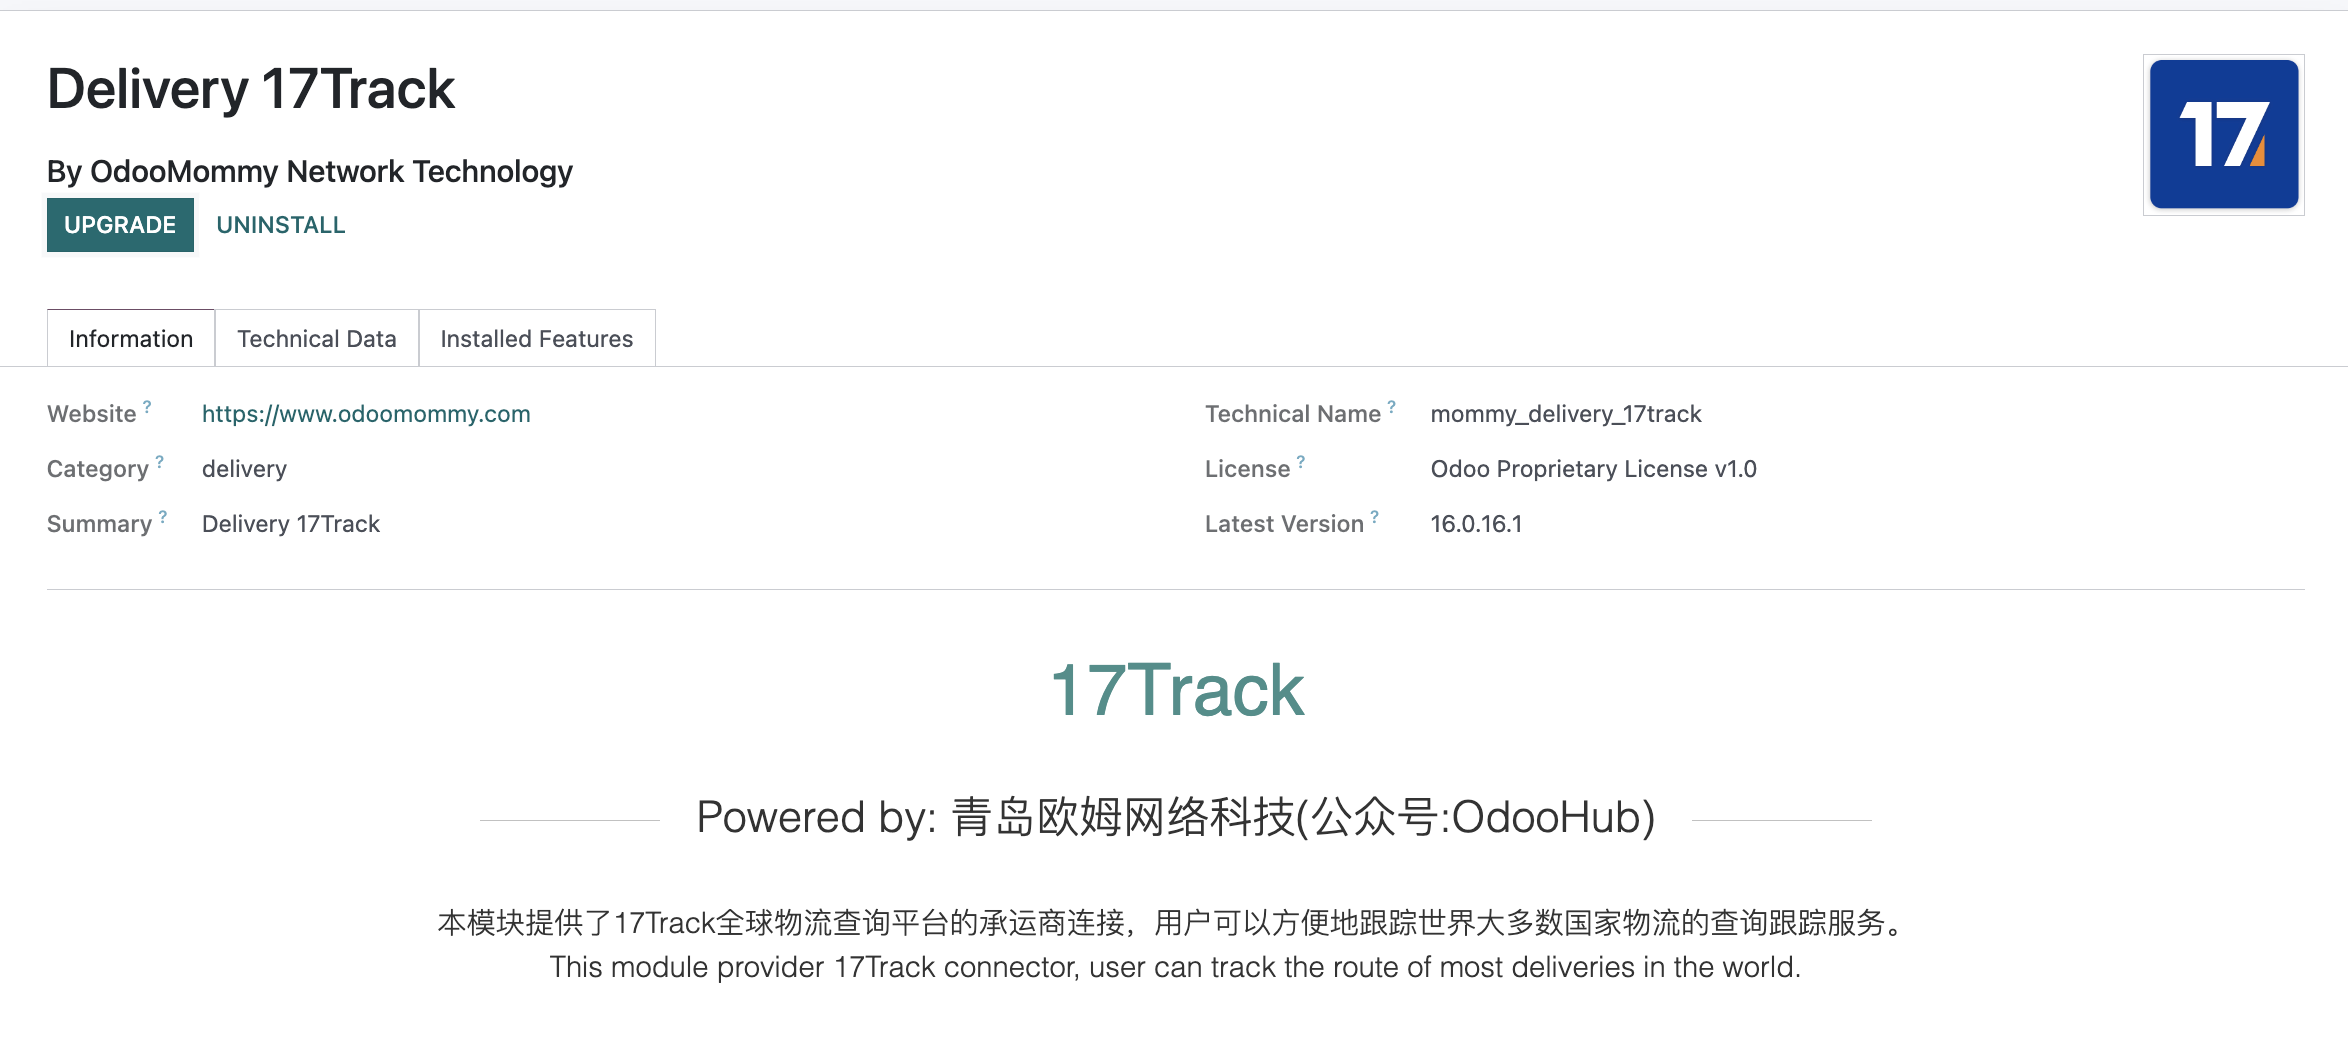 Delivery 17Track
17
By OdooMommy Network Technology
UPGRADE UNINSTALL
Information Technical Data Installed Features
Website ? https://www.odoomommy.com
Category ? delivery
Summary ? Delivery 17Track
Technical Name ? mommy_delivery_17track
License ? Odoo Proprietary License v1.0
Latest Version ? 16.0.16.1
17Track
Powered by: 青岛欧姆网络科技(公众号:OdooHub)
本模块提供了17Track全球物流查询平台的承运商连接，用户可以方便地跟踪世界大多数国家物流的查询跟踪服务。
This module provider 17Track connector, user can track the route of most deliveries in the world.